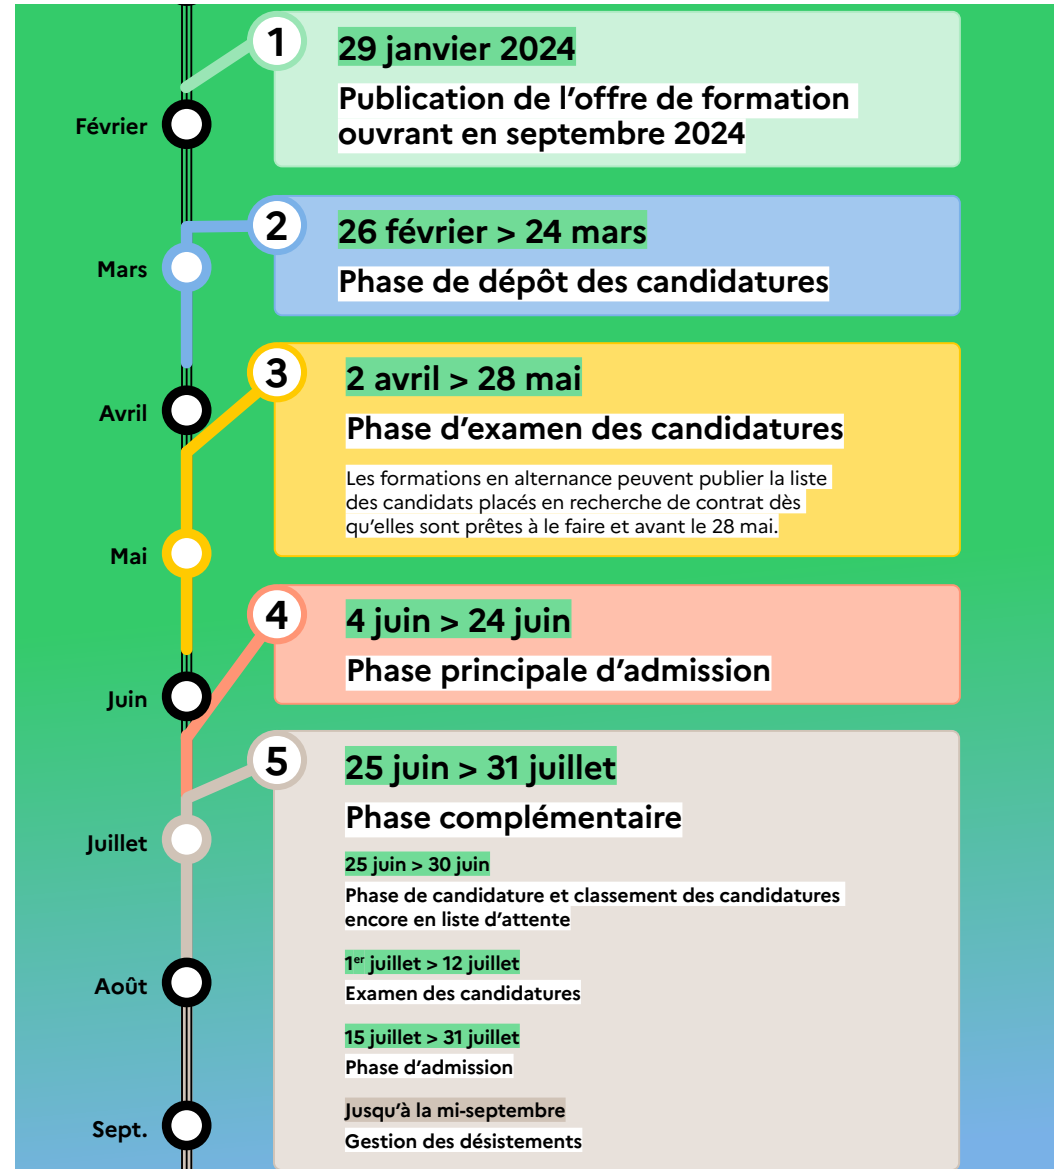 1
29 janvier 2024
Publication de l’offre de formation
ouvrant en septembre 2024
Février
2
26 février > 24 mars
Phase de dépôt des candidatures
Mars
3
2 avril > 28 mai
Phase d’examen des candidatures
Les formations en alternance peuvent publier la liste
des candidats placés en recherche de contrat dès
qu’elles sont prêtes à le faire et avant le 28 mai.
Avril
Mai
4
4 juin > 24 juin
Phase principale d’admission
Juin
5
25 juin > 31 juillet
Phase complémentaire
25 juin > 30 juin
Phase de candidature et classement des candidatures
encore en liste d’attente
1er juillet > 12 juillet
Examen des candidatures
15 juillet > 31 juillet
Phase d’admission
Jusqu’à la mi-septembre
Gestion des désistements
Juillet
Août
Sept.